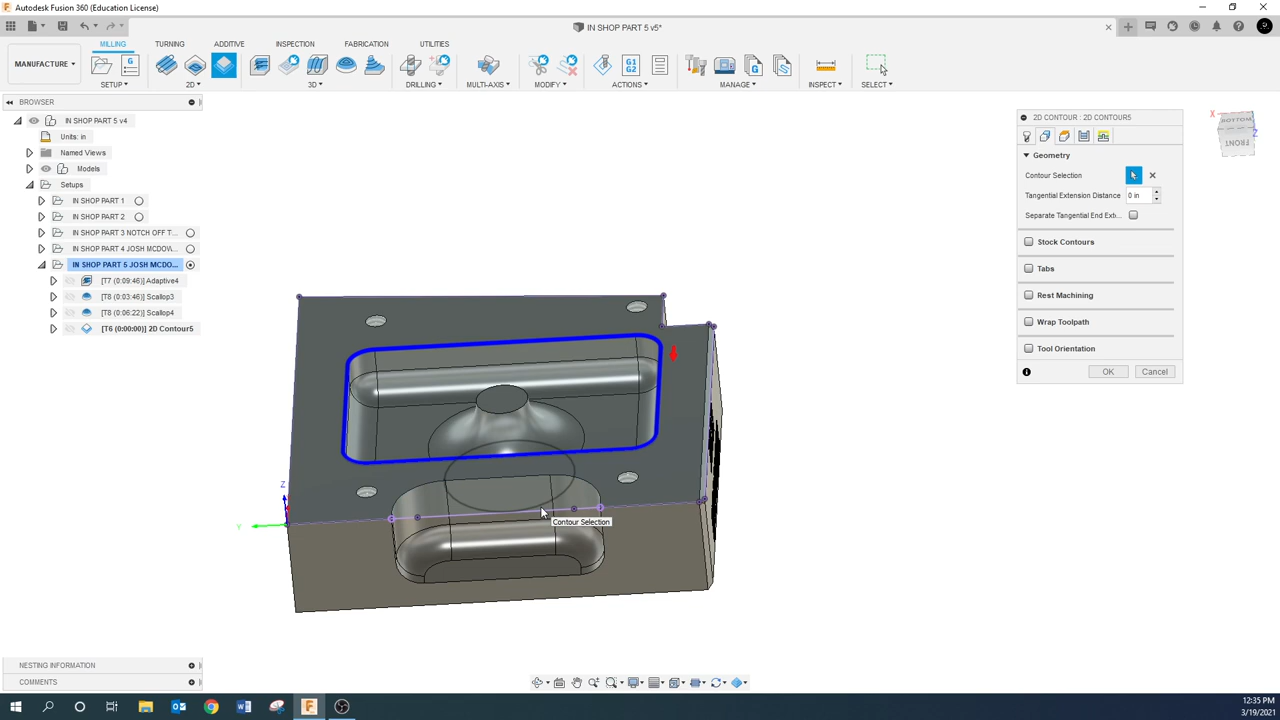 Autodesk Fusion 360 (Education License)
IN SHOP PART 5 v5*
MILLING TURNING ADDITIVE INSPECTION FABRICATION UTILITIES
MANUFACTURE
G1
G2
SETUP 2D 3D DRILLING MULTI-AXIS MODIFY ACTIONS MANAGE INSPECT SELECT
BROWSER
IN SHOP PART 5 v4
Units: in
Named Views
Models
Setups
IN SHOP PART 1
IN SHOP PART 2
IN SHOP PART 3 NOTCH OFF T...
IN SHOP PART 4 JOSH MCDOW...
IN SHOP PART 5 JOSH MCDO...
[T7 (0:09:46)] Adaptive4
[T8 (0:03:46)] Scallop3
[T8 (0:06:22)] Scallop4
[T6 (0:00:00)] 2D Contour5
2D CONTOUR : 2D CONTOUR5
Geometry
Contour Selection
Tangential Extension Distance 0 in
Separate Tangential End Ext...
Stock Contours
Tabs
Rest Machining
Wrap Toolpath
Tool Orientation
OK Cancel
X
BOTTOM
Z
FRONT
Z
Y
Contour Selection
NESTING INFORMATION
COMMENTS
12:35 PM
3/19/2021